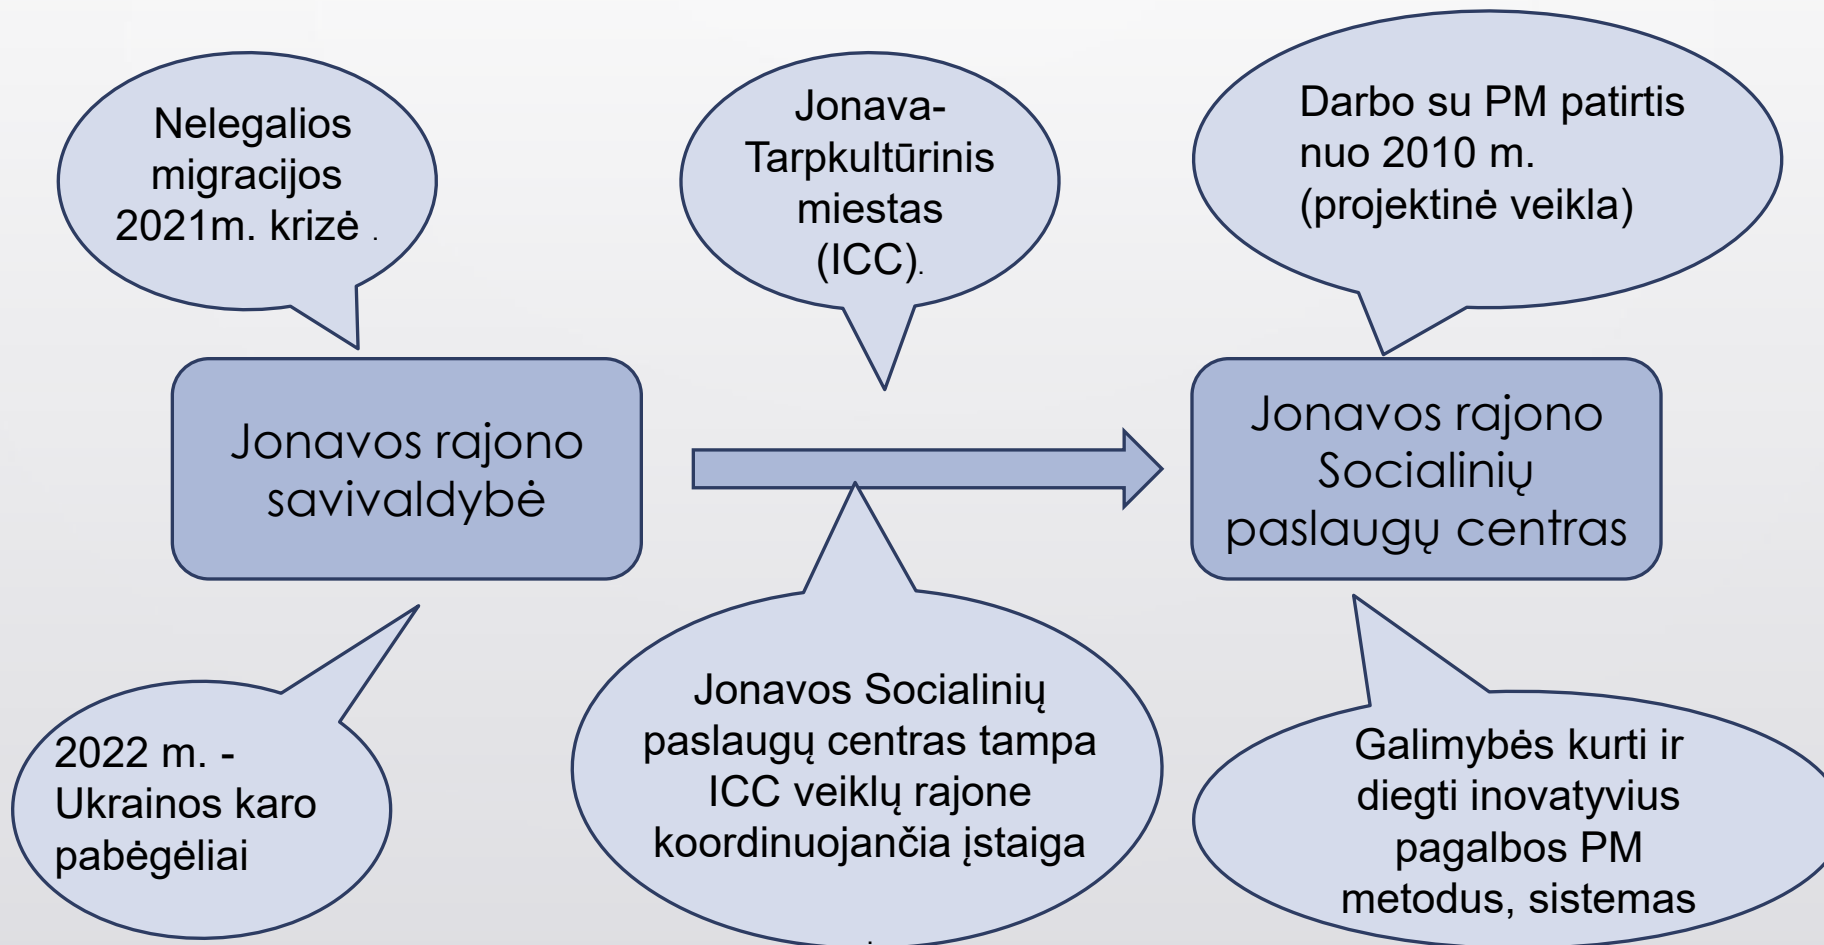 Nelegalios
migracijos
2021m. krizė .
Jonava-
Tarpkultūrinis
miestas
(ICC).
Darbo su PM patirtis
nuo 2010 m.
(projektinė veikla)
Jonavos rajono
savivaldybė
Jonavos rajono
Socialinių
paslaugų centras
2022 m. -
Ukrainos karo
pabėgėliai
Jonavos Socialinių
paslaugų centras tampa
ICC veiklų rajone
koordinuojančia įstaiga
.
Galimybės kurti ir
diegti inovatyvius
pagalbos PM
metodus, sistemas